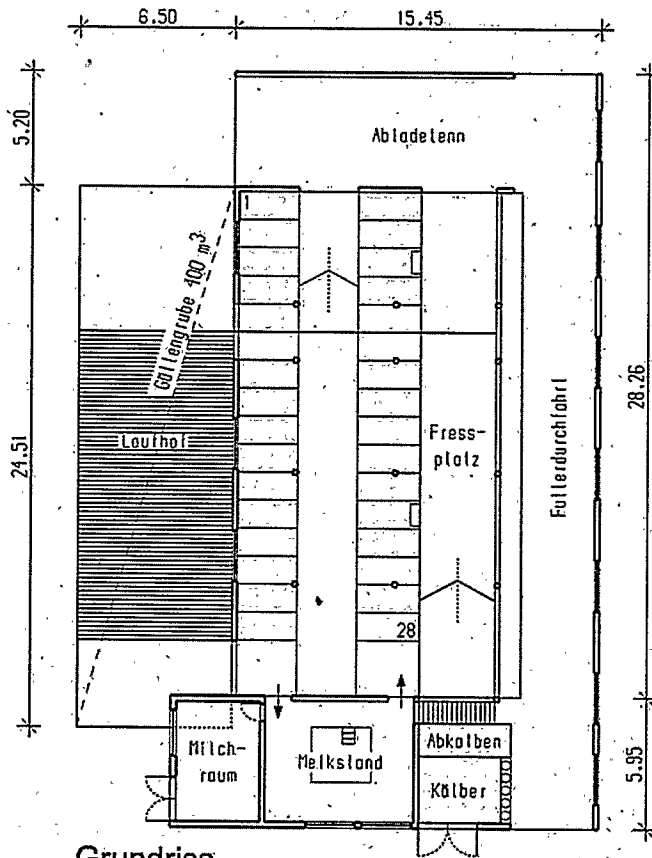 6.50
15.45
5.20
Abladetenn
1
Güllengrube 400 m³
24.51
Laufhof
Fress-
platz
Futterdurchfahrt
28.26
28
Milch-
raum
Melkstand
Abkalben
Kälber
5.95
Grundriss